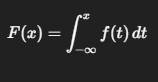 F(x) = ∫_{-∞}^{x} f(t) dt